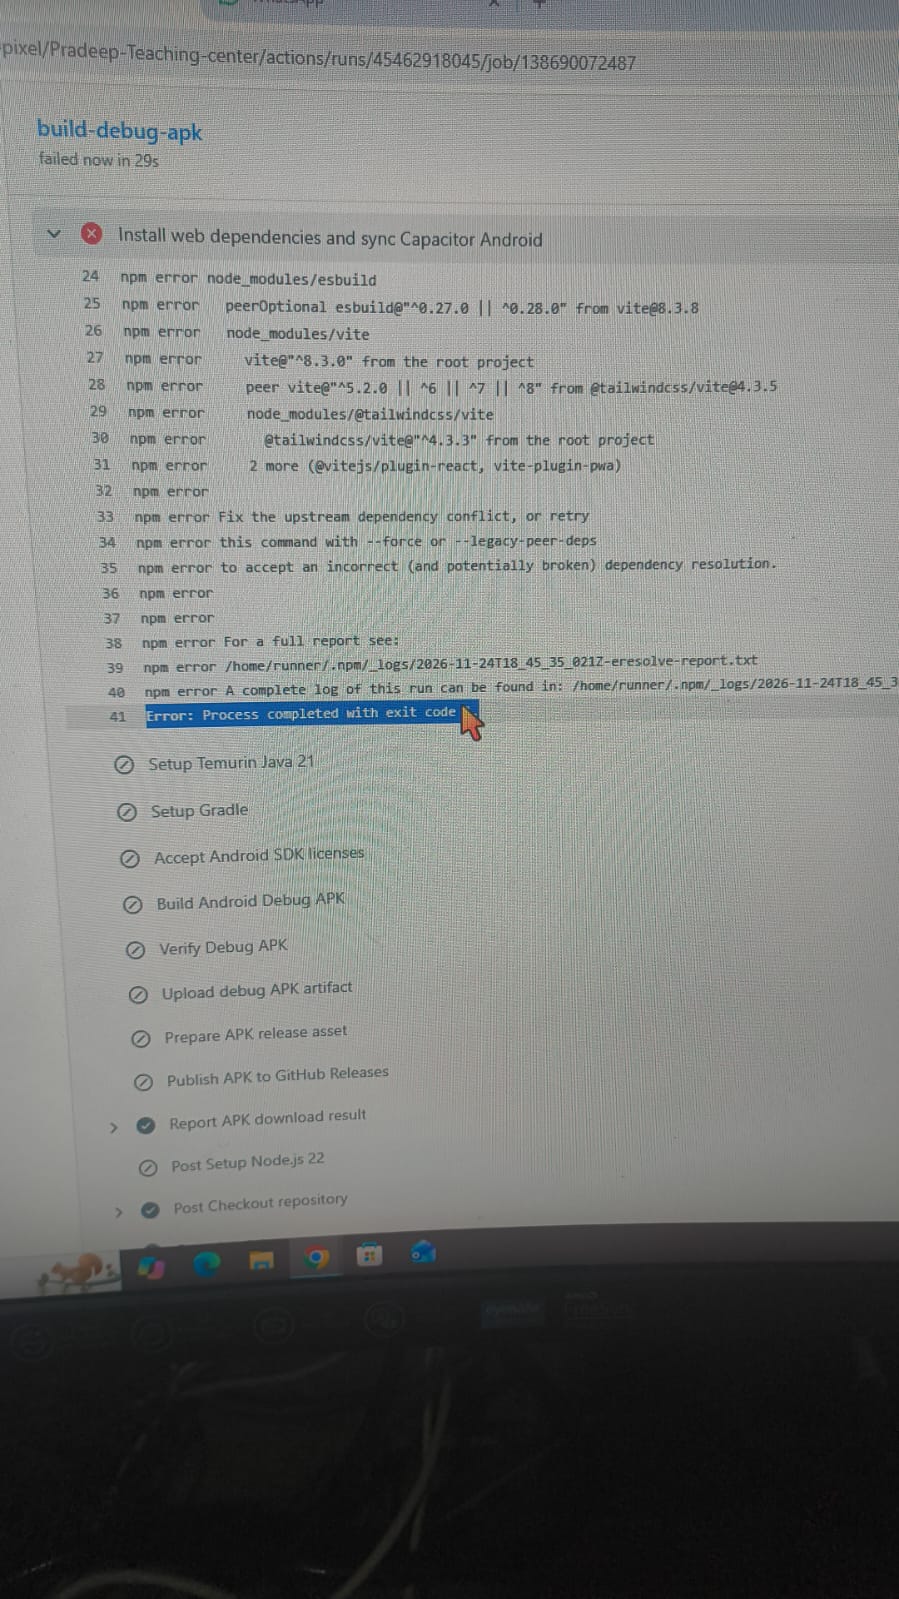 pixel/Pradeep-Teaching-center/actions/runs/45462918045/job/138690072487
build-debug-apk
failed now in 29s
Install web dependencies and sync Capacitor Android
24 npm error node_modules/esbuild
25 npm error peerOptional esbuild@"^0.27.0 || ^0.28.0" from vite@8.3.8
26 npm error node_modules/vite
27 npm error vite@"^8.3.0" from the root project
28 npm error peer vite@"^5.2.0 || ^6 || ^7 || ^8" from @tailwindcss/vite@4.3.5
29 npm error node_modules/@tailwindcss/vite
30 npm error @tailwindcss/vite@"^4.3.3" from the root project
31 npm error 2 more (@vitejs/plugin-react, vite-plugin-pwa)
32 npm error
33 npm error Fix the upstream dependency conflict, or retry
34 npm error this command with --force or --legacy-peer-deps
35 npm error to accept an incorrect (and potentially broken) dependency resolution.
36 npm error
37 npm error
38 npm error For a full report see:
39 npm error /home/runner/.npm/_logs/2026-11-24T18_45_35_021Z-eresolve-report.txt
40 npm error A complete log of this run can be found in: /home/runner/.npm/_logs/2026-11-24T18_45_3
41 Error: Process completed with exit code
Setup Temurin Java 21
Setup Gradle
Accept Android SDK licenses
Build Android Debug APK
Verify Debug APK
Upload debug APK artifact
Prepare APK release asset
Publish APK to GitHub Releases
Report APK download result
Post Setup Node.js 22
Post Checkout repository